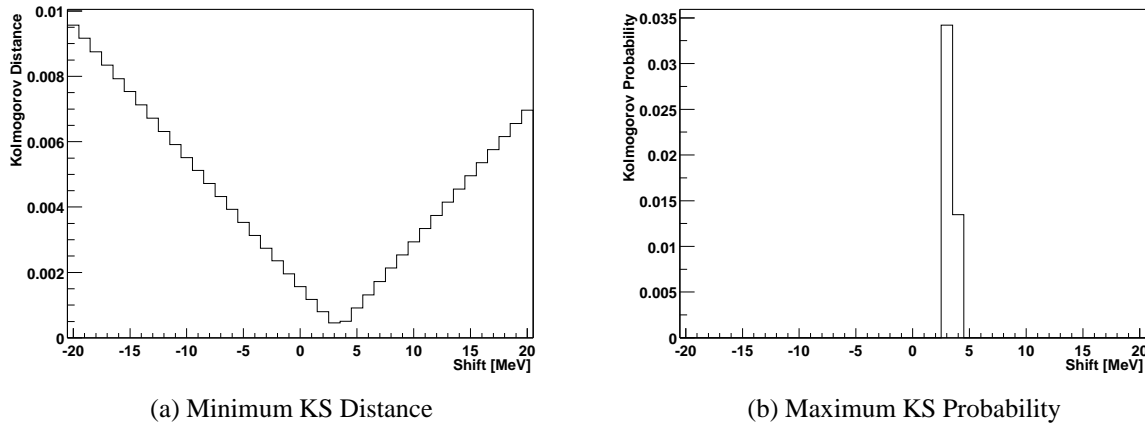 Kolmogorov Distance
0.01
0.008
0.006
0.004
0.002
0
-20 -15 -10 -5 0 5 10 15 20
Shift [MeV]
(a) Minimum KS Distance
Kolmogorov Probability
0.035
0.03
0.025
0.02
0.015
0.01
0.005
0
-20 -15 -10 -5 0 5 10 15 20
Shift [MeV]
(b) Maximum KS Probability